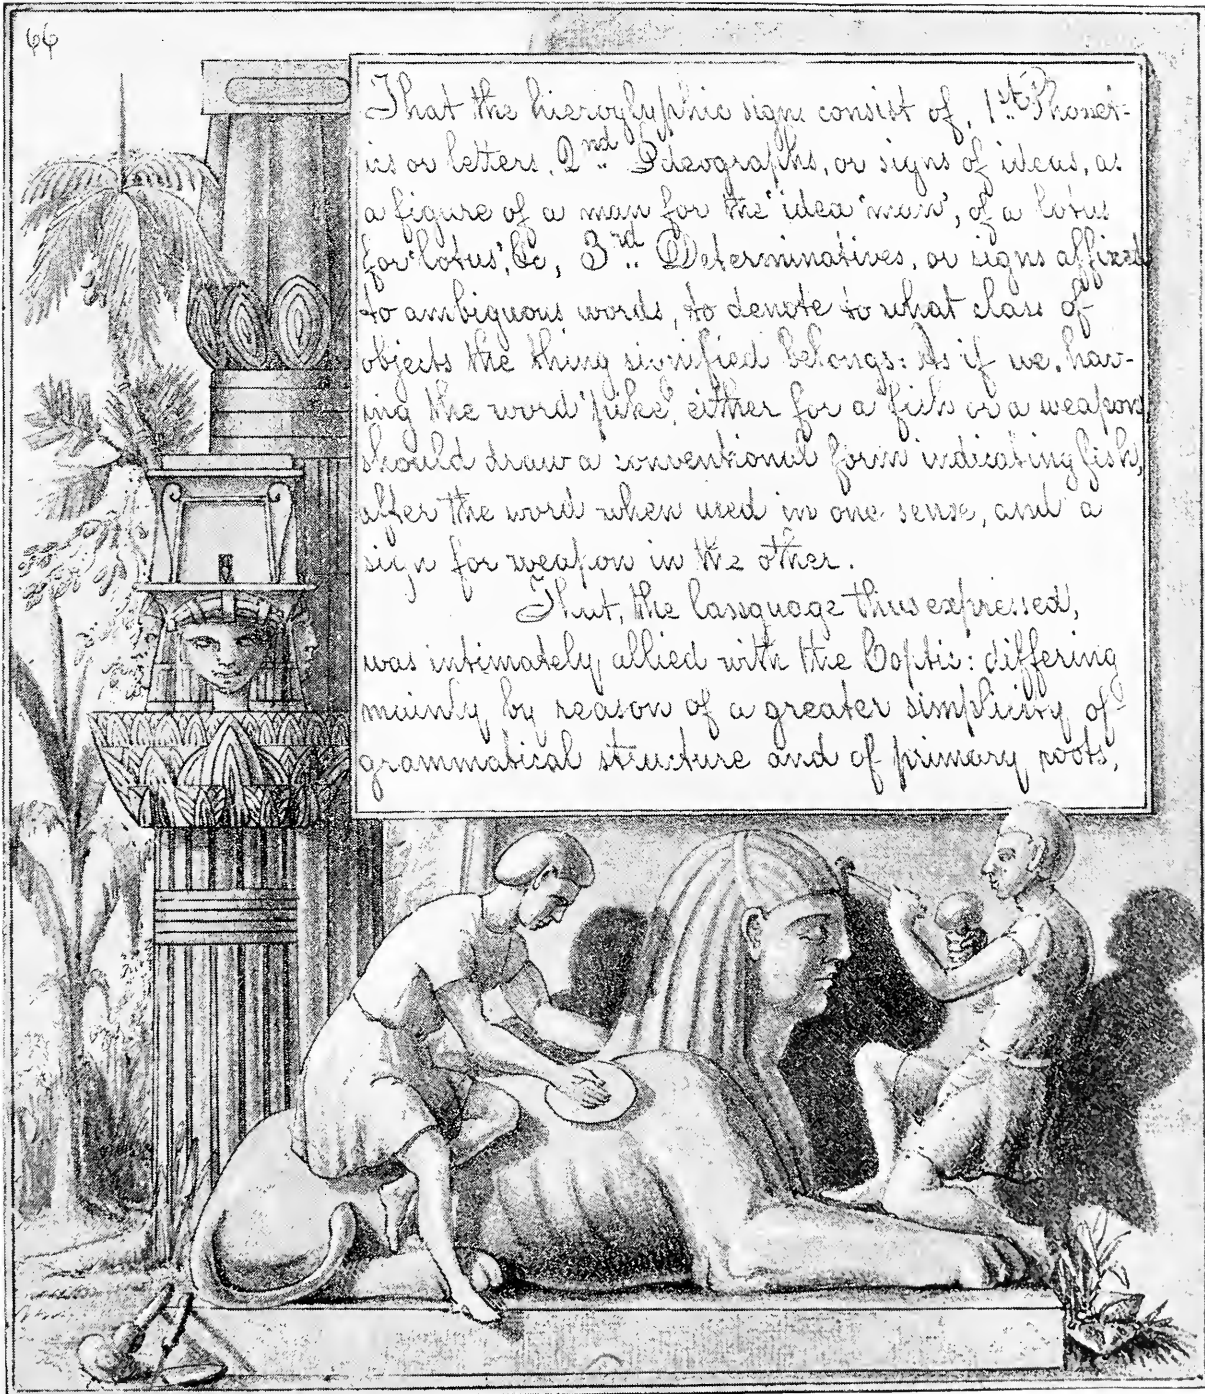 66
That the hieroglyphic signs consist of, 1st. Phonet-
ics or letters, 2nd. Ideographs, or signs of ideas, as
a figure of a man for the idea 'man', of a lotus
for 'lotus', &c, 3rd.. Determinatives, or signs affixed
to ambiguous words, to denote to what class of
objects the thing signified belongs: As if we, hav-
ing the word 'pike', either for a fish or a weapon
should draw a conventional form indicating fish,
after the word when used in one sense, and a
sign for weapon in the other.
That, the language thus expressed,
was intimately allied with the Coptic: differing
mainly by reason of a greater simplicity of
grammatical structure and of primary roots,